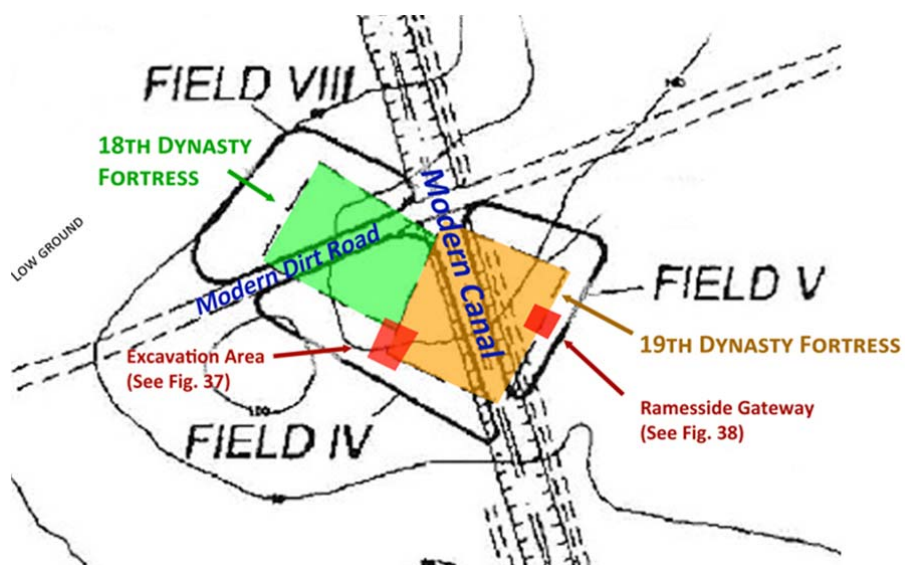 FIELD VIII
18TH DYNASTY
FORTRESS
LOW GROUND
Modern Dirt Road
Modern Canal
FIELD V
19TH DYNASTY FORTRESS
Excavation Area
(See Fig. 37)
Ramesside Gateway
(See Fig. 38)
FIELD IV